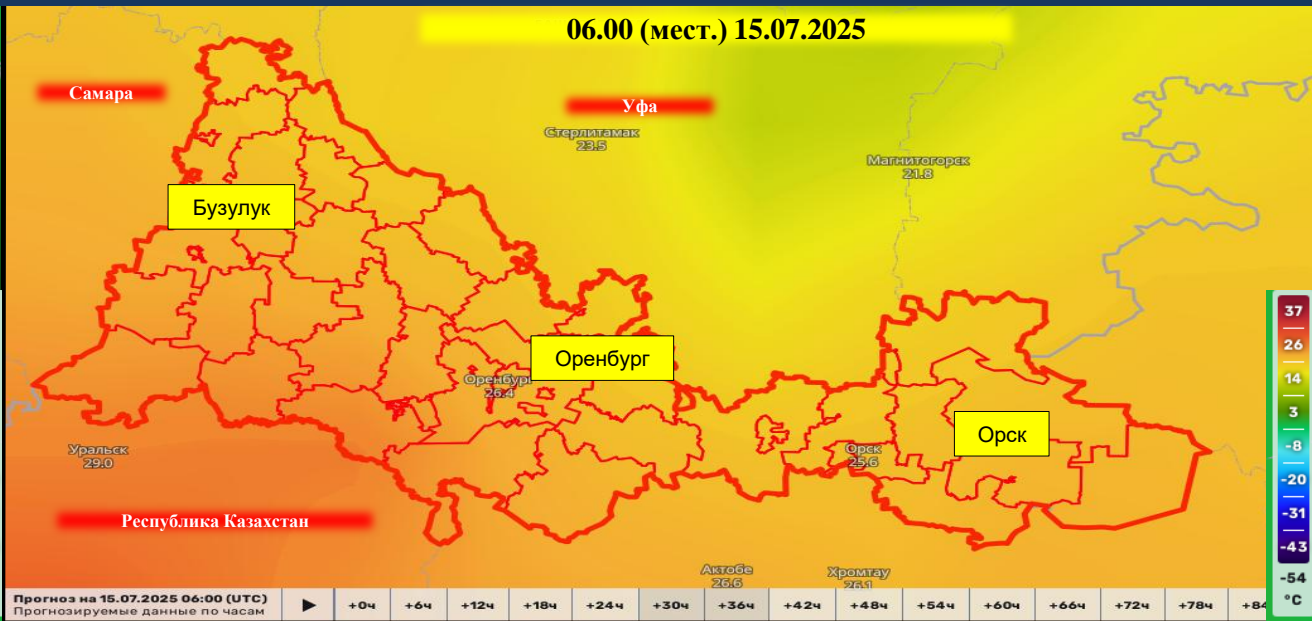 06.00 (мест.) 15.07.2025
Самара
Уфа
Стерлитамак
23.5
Магнитогорск
21.8
Бузулук
Оренбург
Оренбург
26.4
Орск
Орск
25.6
Уральск
29.0
Республика Казахстан
Актобе
26.6
Хромтау
26.1
37
26
14
3
-8
-20
-31
-43
-54
°C
Прогноз на 15.07.2025 06:00 (UTC)
Прогнозируемые данные по часам
+0ч +6ч +12ч +18ч +24ч +30ч +36ч +42ч +48ч +54ч +60ч +66ч +72ч +78ч +84